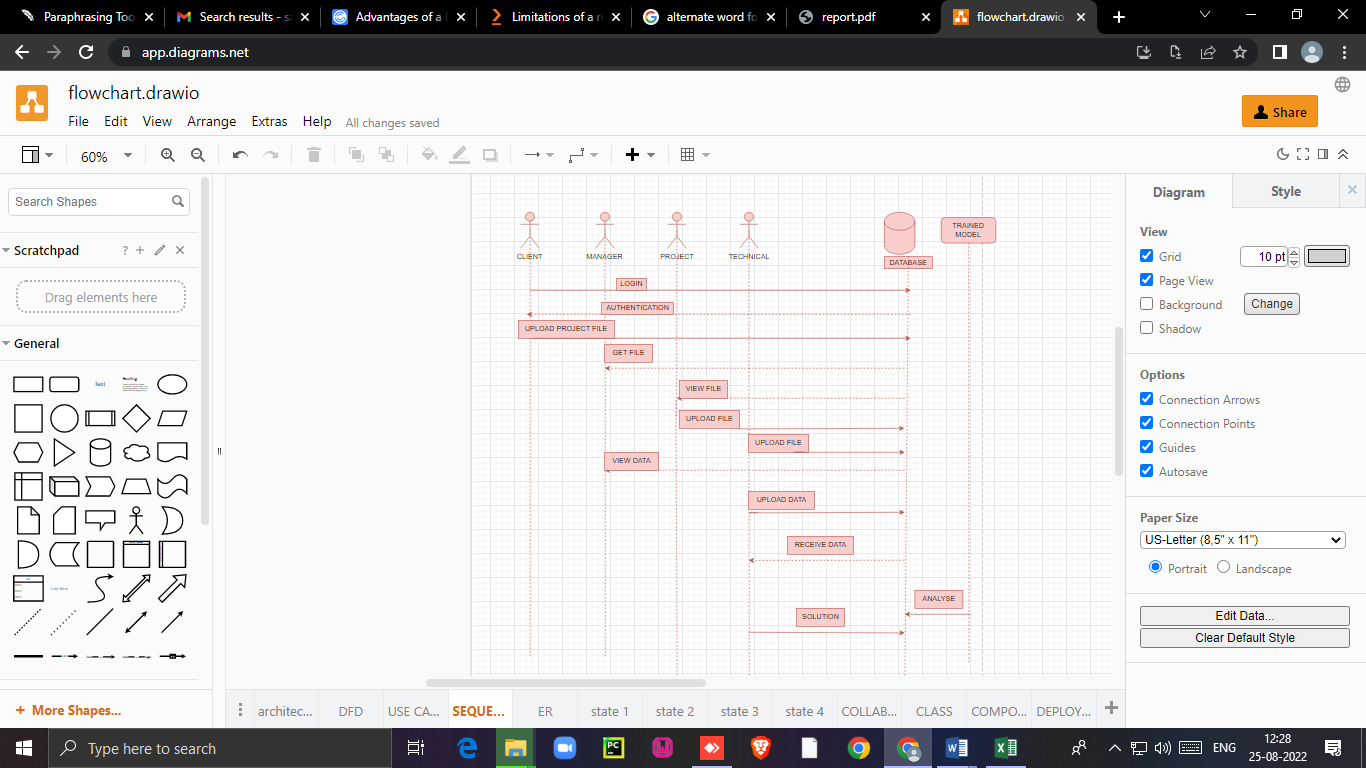 Paraphrasing Too
Search results - sa
Advantages of a
Limitations of a r
alternate word fo
report.pdf
flowchart.drawio
app.diagrams.net
flowchart.drawio
File Edit View Arrange Extras Help All changes saved
Share
60%
Search Shapes
Scratchpad
?
Drag elements here
General
Text
Heading
List Item
+ More Shapes...
CLIENT
MANAGER
PROJECT
TECHNICAL
DATABASE
TRAINED
MODEL
LOGIN
AUTHENTICATION
UPLOAD PROJECT FILE
GET FILE
VIEW FILE
UPLOAD FILE
UPLOAD FILE
VIEW DATA
UPLOAD DATA
RECEIVE DATA
ANALYSE
SOLUTION
Diagram
Style
View
Grid
10 pt
Page View
Background
Change
Shadow
Options
Connection Arrows
Connection Points
Guides
Autosave
Paper Size
US-Letter (8,5" x 11")
Portrait
Landscape
Edit Data...
Clear Default Style
architec...
DFD
USE CA...
SEQUE...
ER
state 1
state 2
state 3
state 4
COLLAB...
CLASS
COMPO...
DEPLOY...
Type here to search
PC
ENG
12:28
25-08-2022